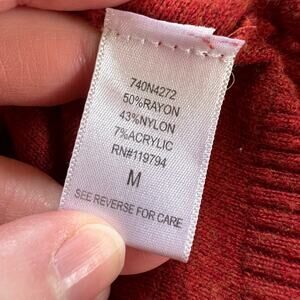 740N4272
50%RAYON
43%NYLON
7%ACRYLIC
RN#119794
M
SEE REVERSE FOR CARE